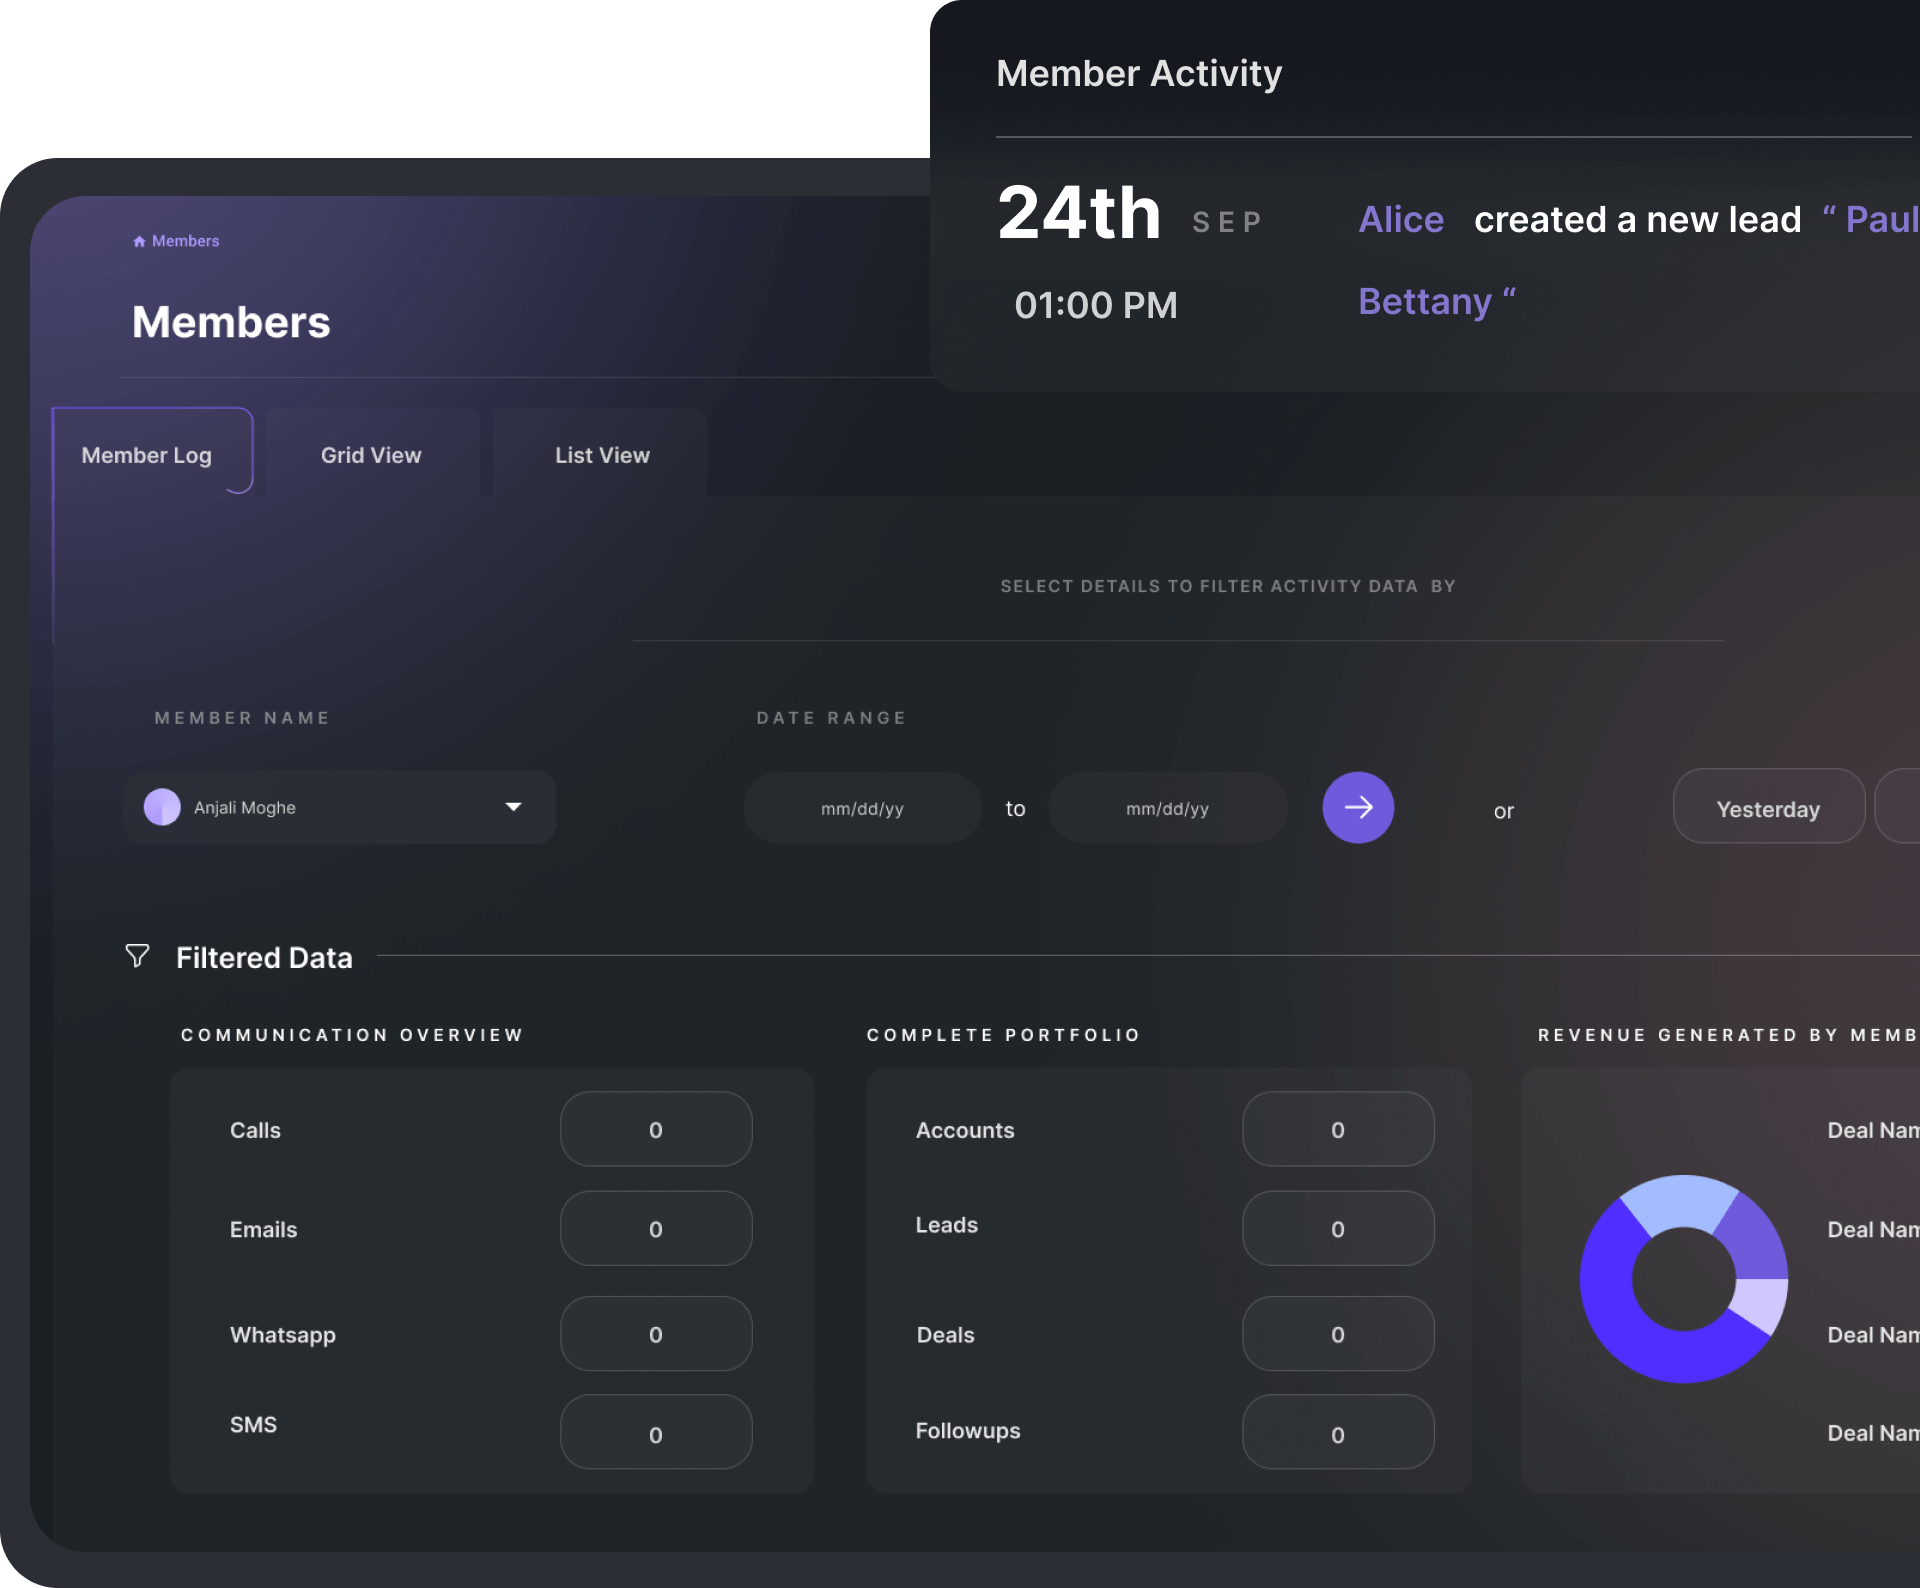 Member Activity
24th SEP Alice created a new lead “ Paul
01:00 PM Bettany “
Members
Members
Member Log Grid View List View
SELECT DETAILS TO FILTER ACTIVITY DATA BY
MEMBER NAME DATE RANGE
Anjali Moghe mm/dd/yy to mm/dd/yy or Yesterday
Filtered Data
COMMUNICATION OVERVIEW COMPLETE PORTFOLIO REVENUE GENERATED BY MEMB
Calls 0 Accounts 0 Deal Nam
Emails 0 Leads 0 Deal Nam
Whatsapp 0 Deals 0 Deal Nam
SMS 0 Followups 0 Deal Nam